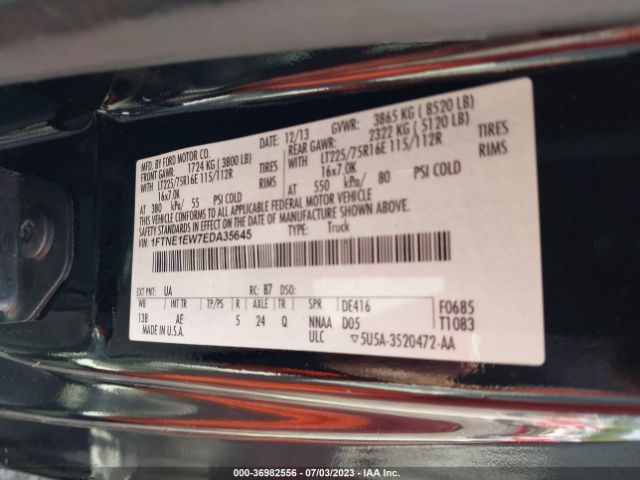 MFD. BY FORD MOTOR CO.
DATE: 12/13 GVWR: 3865 KG ( 8520 LB)
FRONT GAWR: 1724 KG ( 3800 LB) REAR GAWR: 2322 KG ( 5120 LB)
WITH LT225/75R16E 115/112R TIRES WITH LT225/75R16E 115/112R TIRES
16x7.0K RIMS 16x7.0K RIMS
AT 380 kPa/ 55 PSI COLD AT 550 kPa/ 80 PSI COLD
THIS VEHICLE CONFORMS TO ALL APPLICABLE FEDERAL MOTOR VEHICLE
SAFETY STANDARDS IN EFFECT ON THE DATE OF MANUFACTURE SHOWN ABOVE.
VIN: 1FTNE1EW7EDA35645 TYPE: Truck
EXT PNT: UA RC: 87 DSO:
WB INT TR TP/PS R AXLE TR SPR DE416 F0685
138 AE 5 24 Q NNAA D05 T1083
MADE IN U.S.A. ULC ▽5U5A-3520472-AA
000-36982556 - 07/03/2023 - IAA Inc.